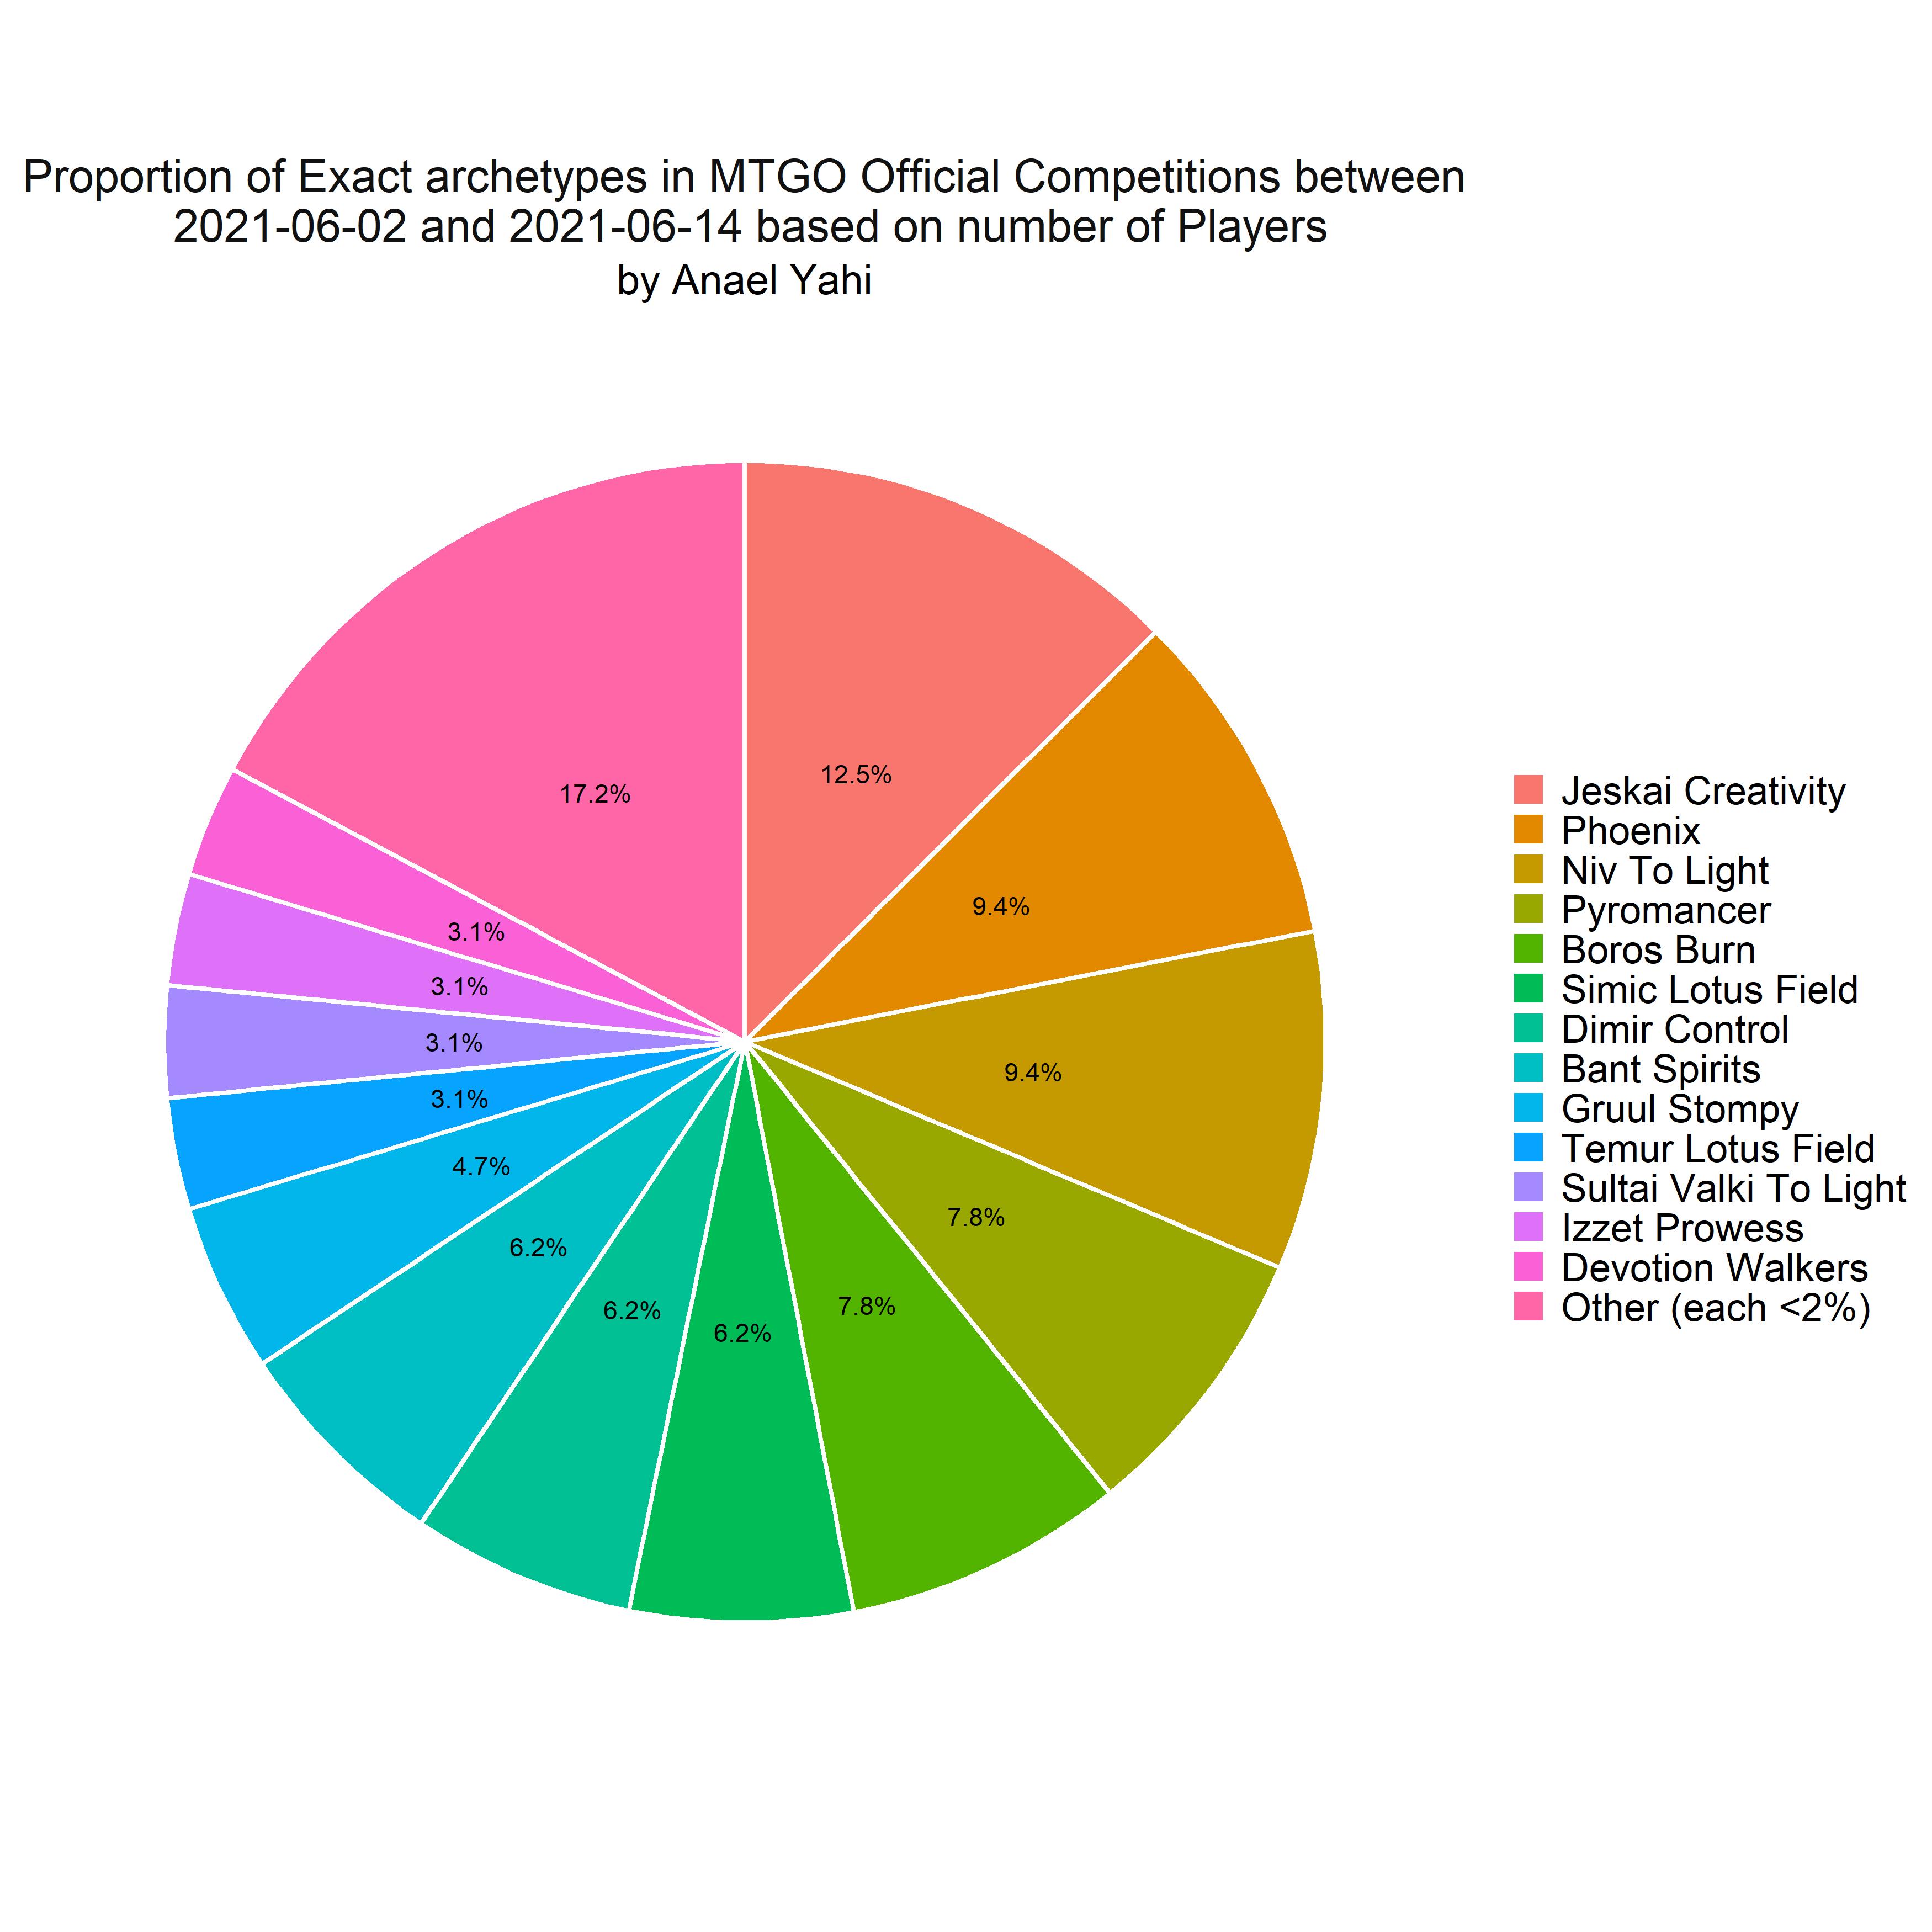 Proportion of Exact archetypes in MTGO Official Competitions between
2021-06-02 and 2021-06-14 based on number of Players
by Anael Yahi
12.5%
9.4%
9.4%
7.8%
7.8%
6.2%
6.2%
6.2%
4.7%
3.1%
3.1%
3.1%
3.1%
17.2%
Jeskai Creativity
Phoenix
Niv To Light
Pyromancer
Boros Burn
Simic Lotus Field
Dimir Control
Bant Spirits
Gruul Stompy
Temur Lotus Field
Sultai Valki To Light
Izzet Prowess
Devotion Walkers
Other (each <2%)